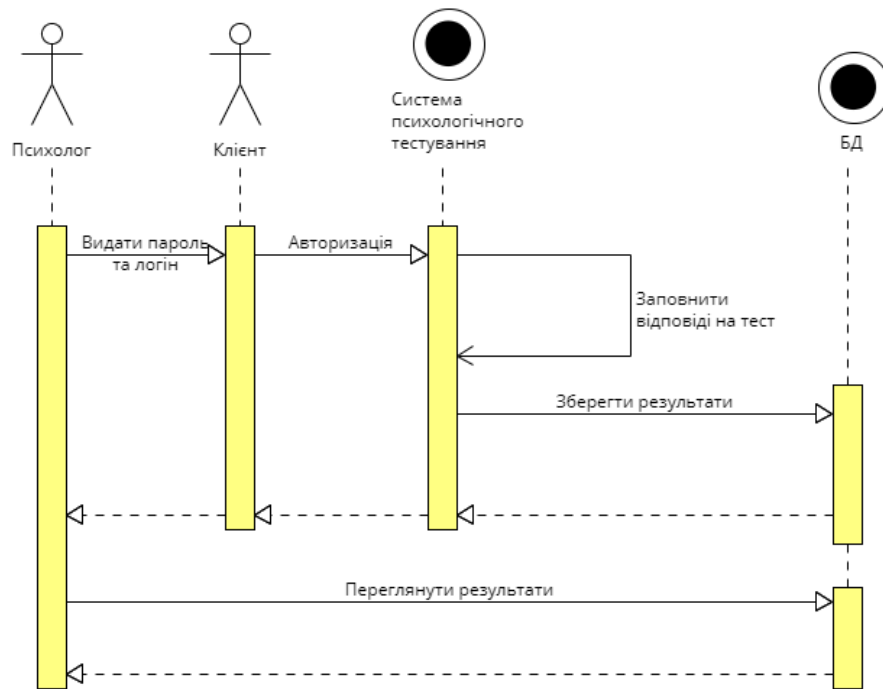 Психолог
Клієнт
Система
психологічного
тестування
БД
Видати пароль
та логін
Авторизація
Заповнити
відповіді на тест
Зберегти результати
Переглянути результати